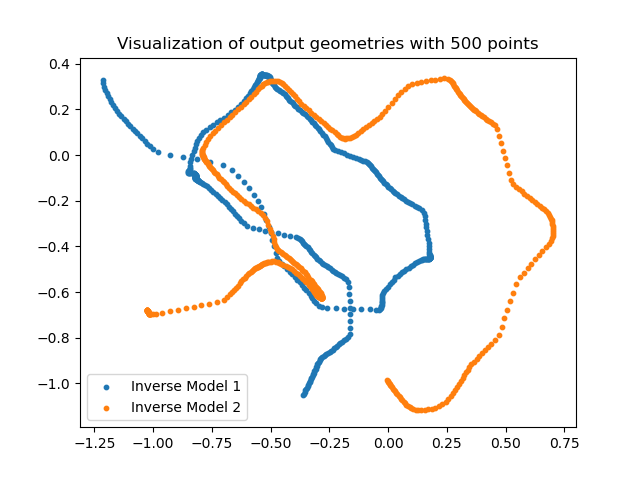 Visualization of output geometries with 500 points
0.4
0.2
0.0
−0.2
−0.4
−0.6
−0.8
−1.0
Inverse Model 1
Inverse Model 2
−1.25 −1.00 −0.75 −0.50 −0.25 0.00 0.25 0.50 0.75